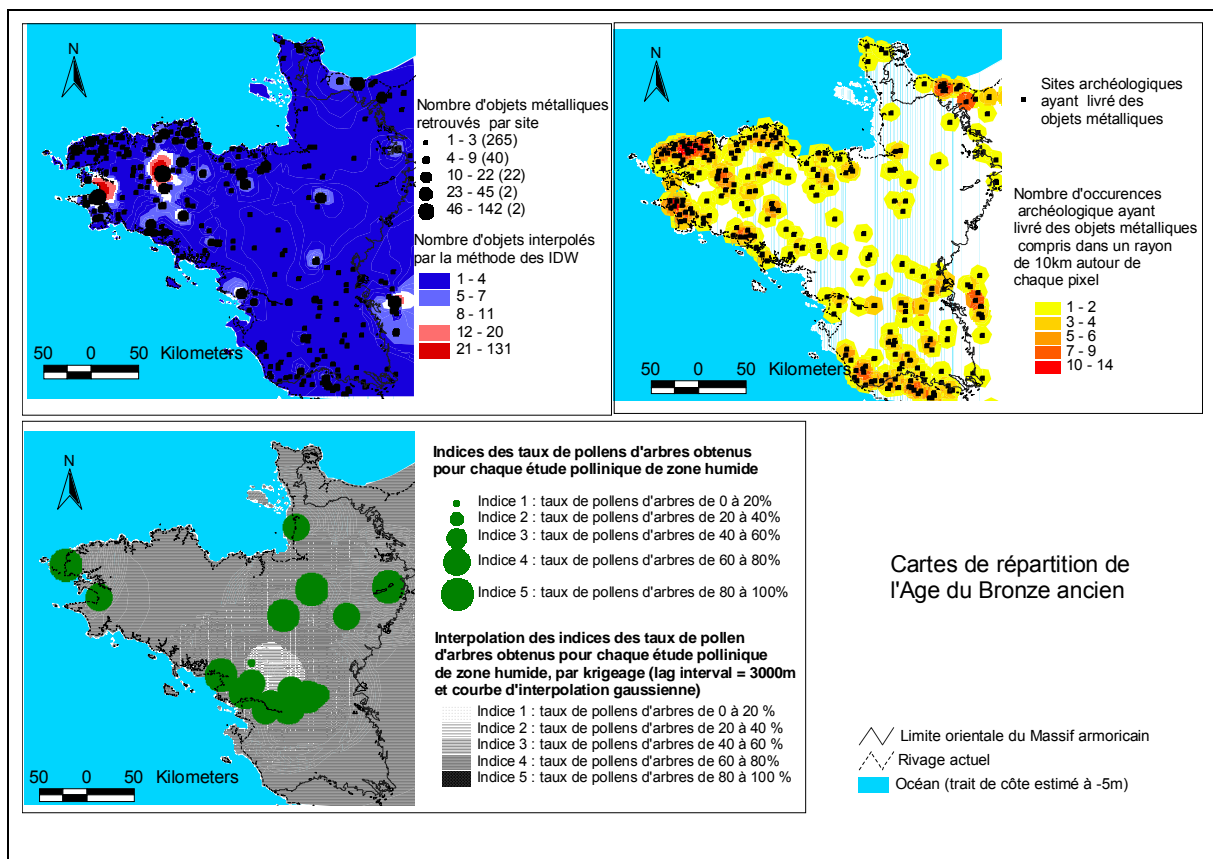 N
Nombre d'objets métalliques
retrouvés par site
1 - 3 (265)
4 - 9 (40)
10 - 22 (22)
23 - 45 (2)
46 - 142 (2)
Nombre d'objets interpolés
par la méthode des IDW
1 - 4
5 - 7
8 - 11
12 - 20
21 - 131
50 0 50 Kilometers
N
Sites archéologiques
ayant livré des
objets métalliques
Nombre d'occurences
archéologique ayant
livré des objets métalliques
compris dans un rayon
de 10km autour de
chaque pixel
1 - 2
3 - 4
5 - 6
7 - 9
10 - 14
50 0 50 Kilometers
N
Indices des taux de pollens d'arbres obtenus
pour chaque étude pollinique de zone humide
Indice 1 : taux de pollens d'arbres de 0 à 20%
Indice 2 : taux de pollens d'arbres de 20 à 40%
Indice 3 : taux de pollens d'arbres de 40 à 60%
Indice 4 : taux de pollens d'arbres de 60 à 80%
Indice 5 : taux de pollens d'arbres de 80 à 100%
Interpolation des indices des taux de pollen
d'arbres obtenus pour chaque étude pollinique
de zone humide, par krigeage (lag interval = 3000m
et courbe d'interpolation gaussienne)
Indice 1 : taux de pollens d'arbres de 0 à 20 %
Indice 2 : taux de pollens d'arbres de 20 à 40 %
Indice 3 : taux de pollens d'arbres de 40 à 60 %
Indice 4 : taux de pollens d'arbres de 60 à 80%
Indice 5 : taux de pollens d'arbres de 80 à 100 %
50 0 50 Kilometers
Cartes de répartition de
l'Age du Bronze ancien
Limite orientale du Massif armoricain
Rivage actuel
Océan (trait de côte estimé à -5m)